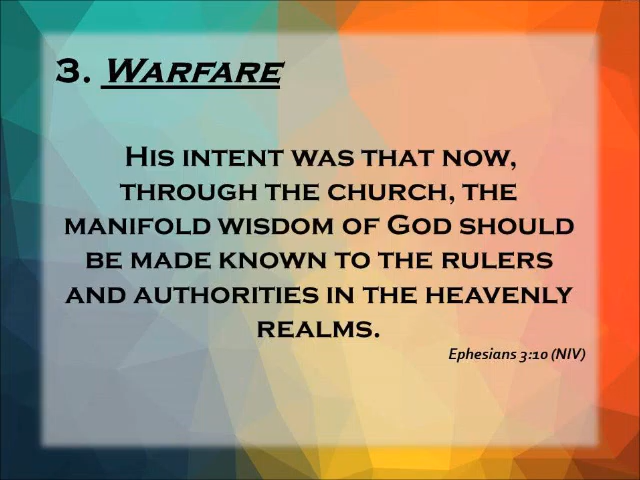 3. Warfare
His intent was that now,
through the church, the
manifold wisdom of God should
be made known to the rulers
and authorities in the heavenly
realms.
Ephesians 3:10 (NIV)